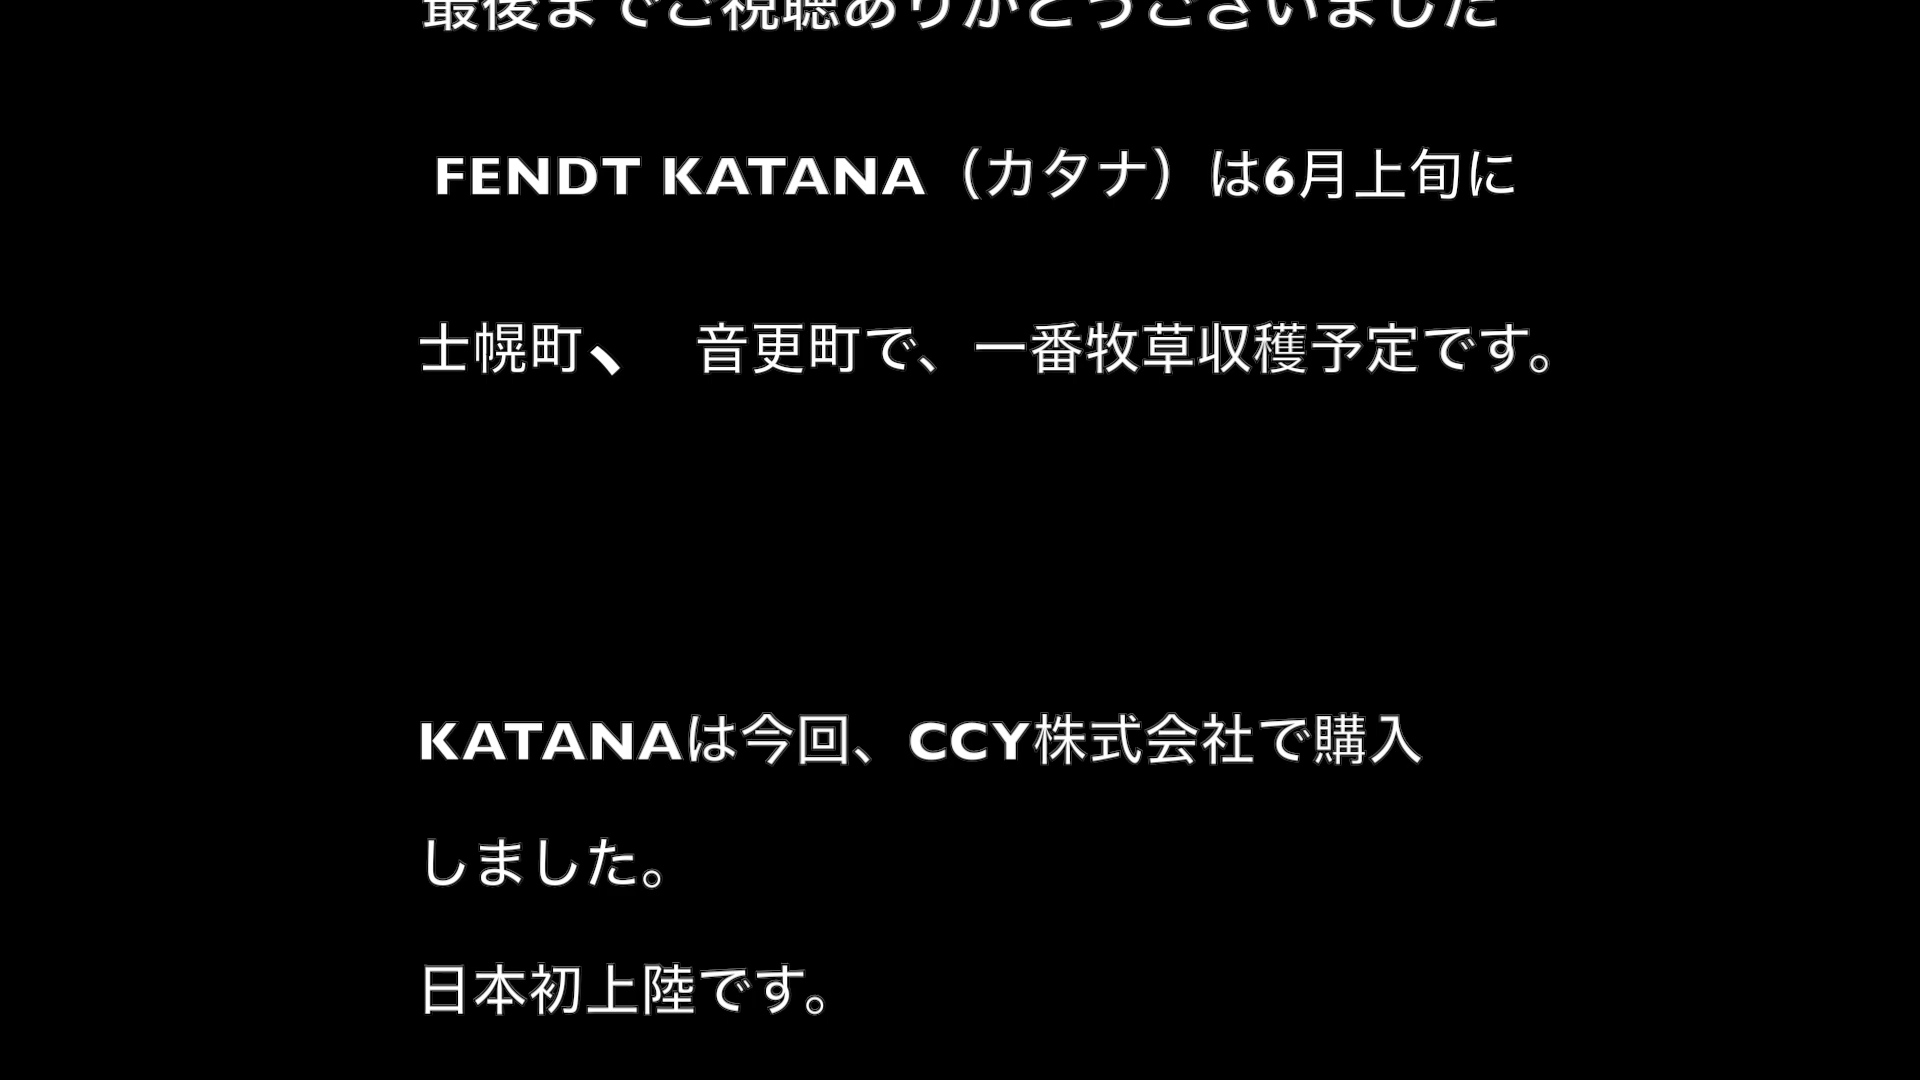 最後までご視聴ありがとうございました
FENDT KATANA（カタナ）は6月上旬に
士幌町、 音更町で、一番牧草収穫予定です。
KATANAは今回、CCY株式会社で購入
しました。
日本初上陸です。